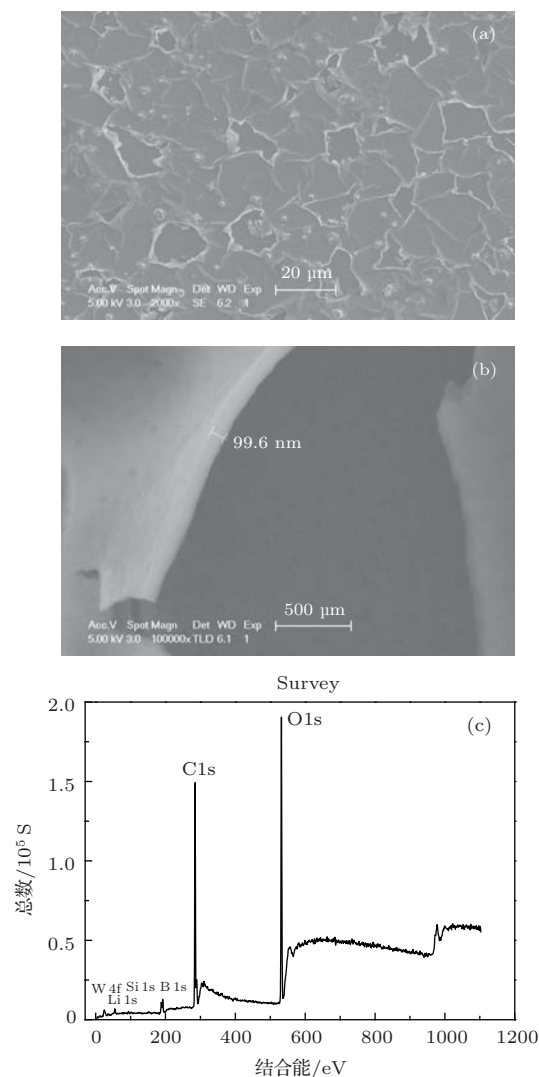 (a)
20 μm
Acc.V Spot Magn Det WD Exp
5.00 kV 3.0 2000x SE 6.2 1
(b)
99.6 nm
500 μm
Acc.V Spot Magn Det WD Exp
5.00 kV 3.0 100000x TLD 6.1 1
Survey
2.0
(c)
O1s
C1s
1.5
1.0
总数/10⁵ S
0.5
W 4f Si 1s B 1s
Li 1s
0
0 200 400 600 800 1000 1200
结合能/eV